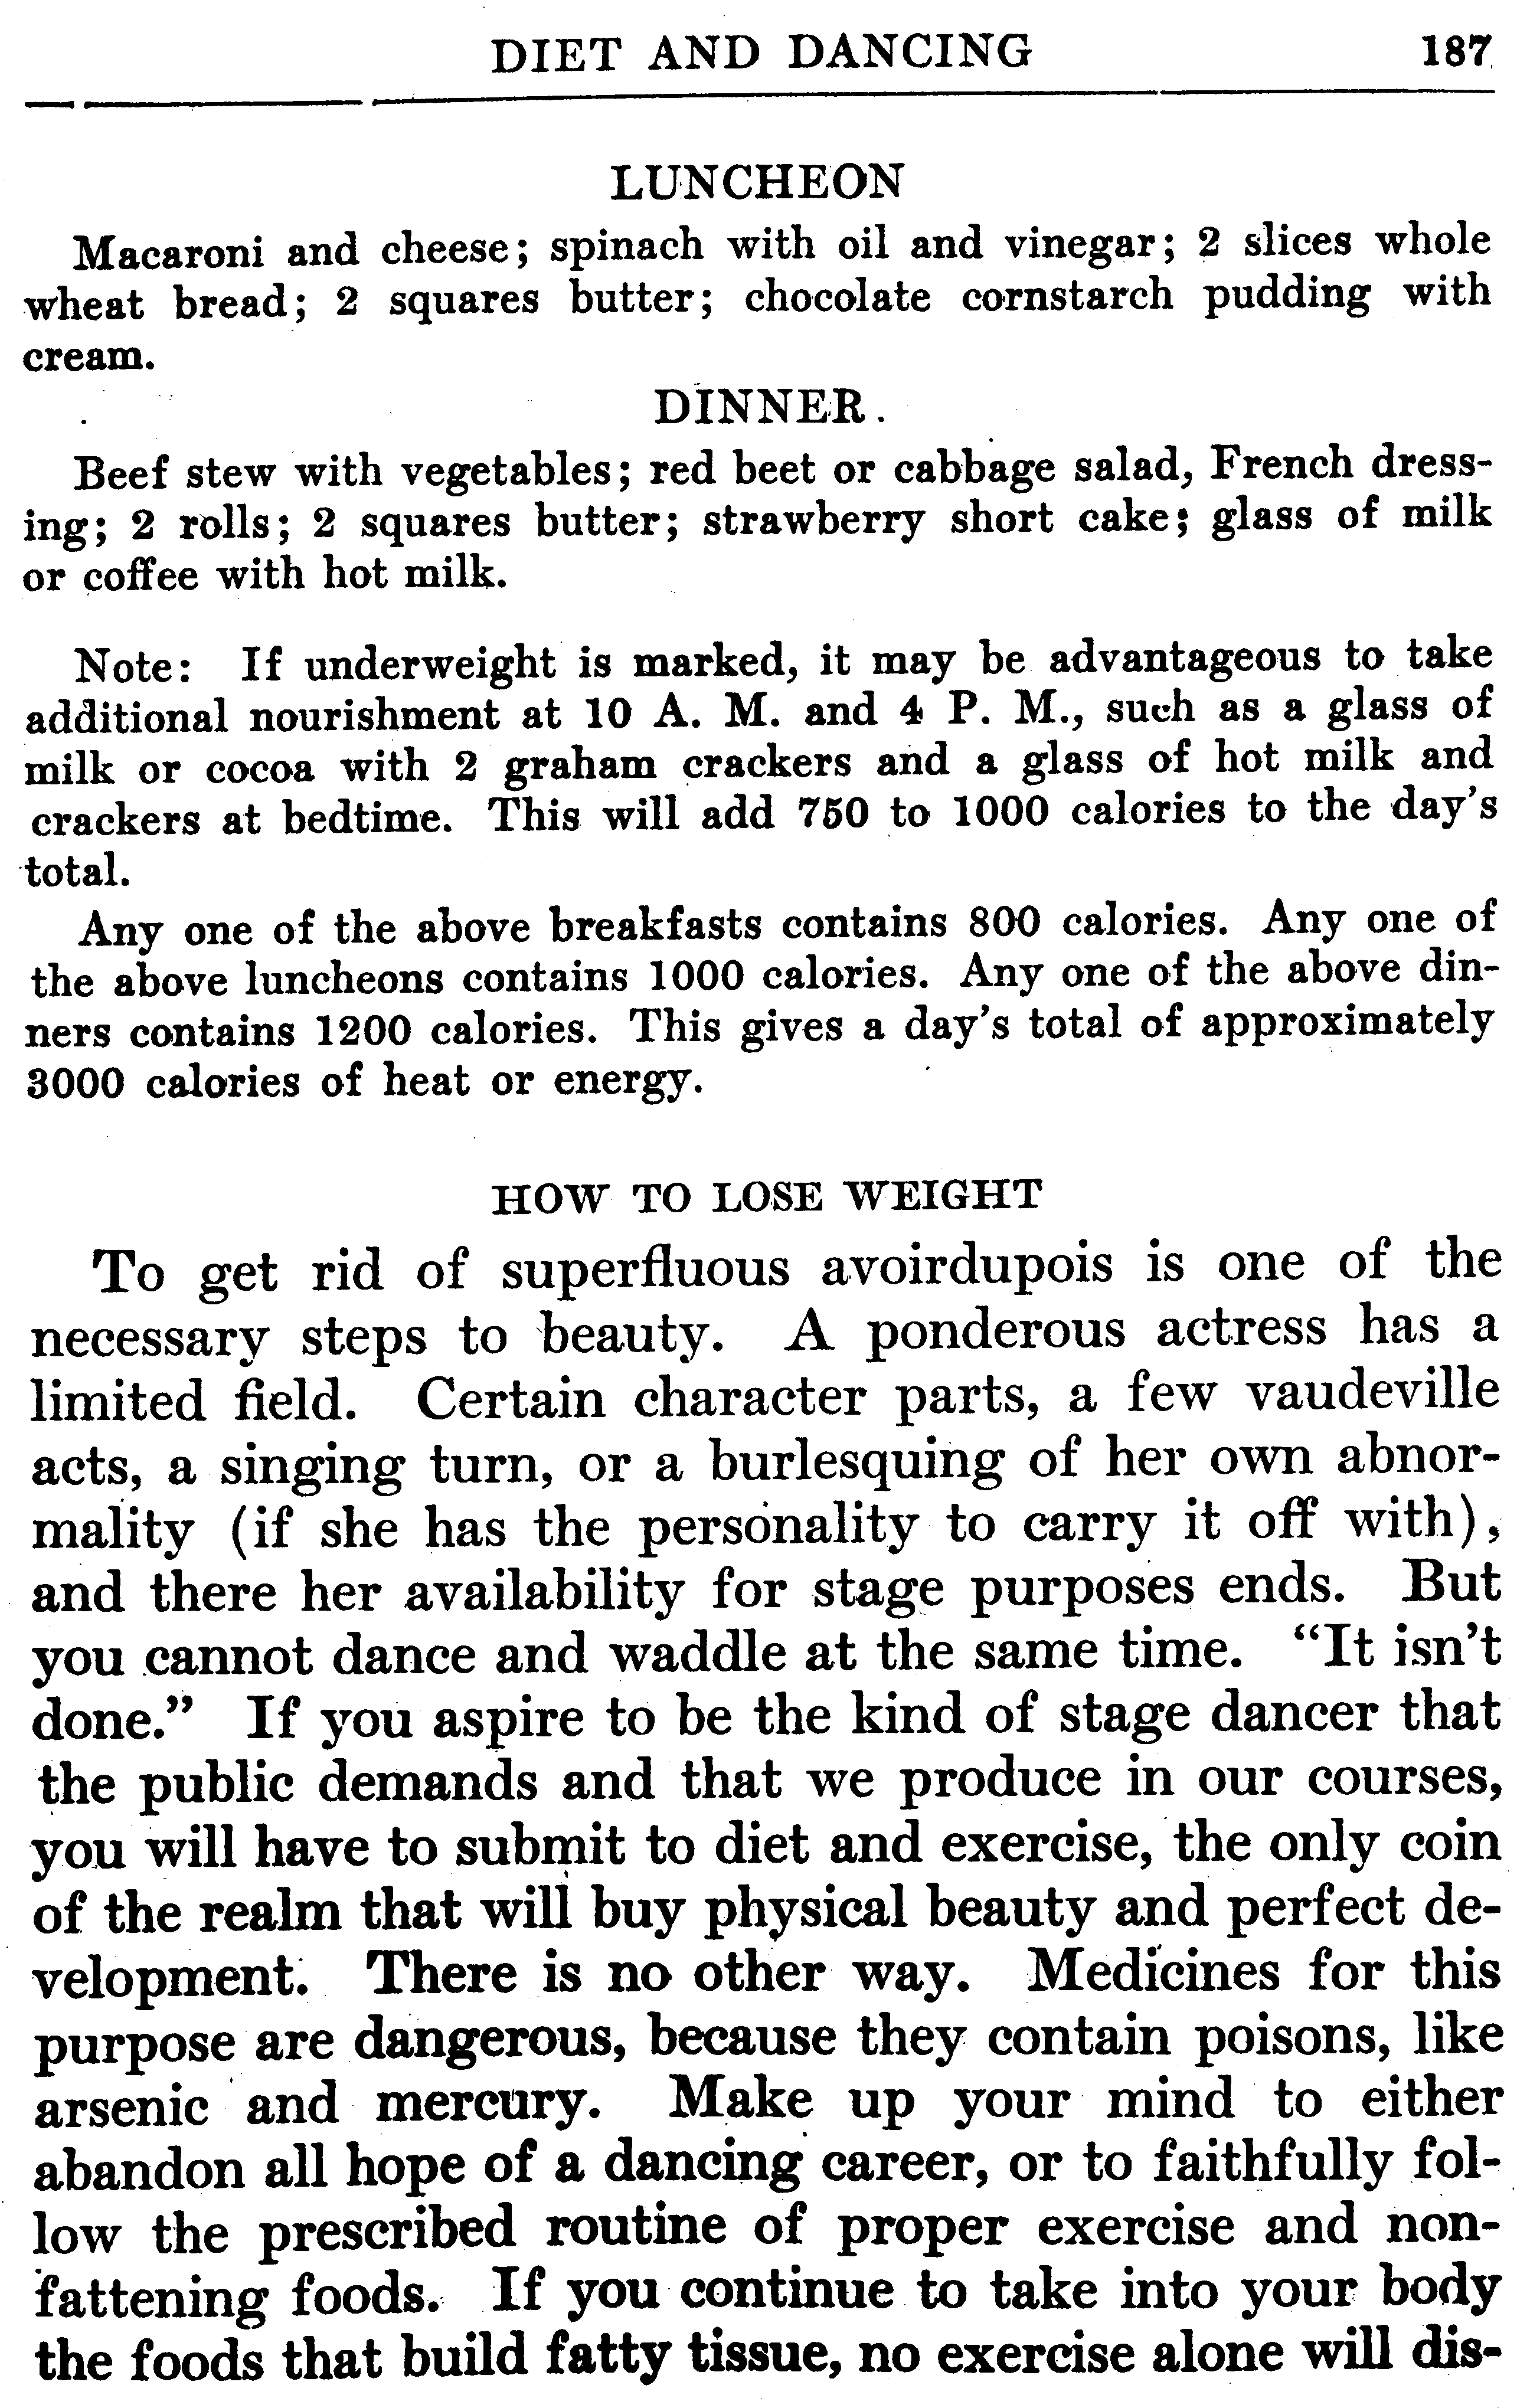 DIET AND DANCING 187
LUNCHEON
Macaroni and cheese; spinach with oil and vinegar; 2 slices whole
wheat bread; 2 squares butter; chocolate cornstarch pudding with
cream.
DINNER.
Beef stew with vegetables; red beet or cabbage salad, French dress-
ing; 2 rolls; 2 squares butter; strawberry short cake; glass of milk
or coffee with hot milk.
Note: If underweight is marked, it may be advantageous to take
additional nourishment at 10 A. M. and 4 P. M., such as a glass of
milk or cocoa with 2 graham crackers and a glass of hot milk and
crackers at bedtime. This will add 750 to 1000 calories to the day's
total.
Any one of the above breakfasts contains 800 calories. Any one of
the above luncheons contains 1000 calories. Any one of the above din-
ners contains 1200 calories. This gives a day's total of approximately
3000 calories of heat or energy.
HOW TO LOSE WEIGHT
To get rid of superfluous avoirdupois is one of the
necessary steps to beauty. A ponderous actress has a
limited field. Certain character parts, a few vaudeville
acts, a singing turn, or a burlesquing of her own abnor-
mality (if she has the personality to carry it off with),
and there her availability for stage purposes ends. But
you cannot dance and waddle at the same time. "It isn't
done." If you aspire to be the kind of stage dancer that
the public demands and that we produce in our courses,
you will have to submit to diet and exercise, the only coin
of the realm that will buy physical beauty and perfect de-
velopment. There is no other way. Medicines for this
purpose are dangerous, because they contain poisons, like
arsenic and mercury. Make up your mind to either
abandon all hope of a dancing career, or to faithfully fol-
low the prescribed routine of proper exercise and non-
fattening foods. If you continue to take into your body
the foods that build fatty tissue, no exercise alone will dis-